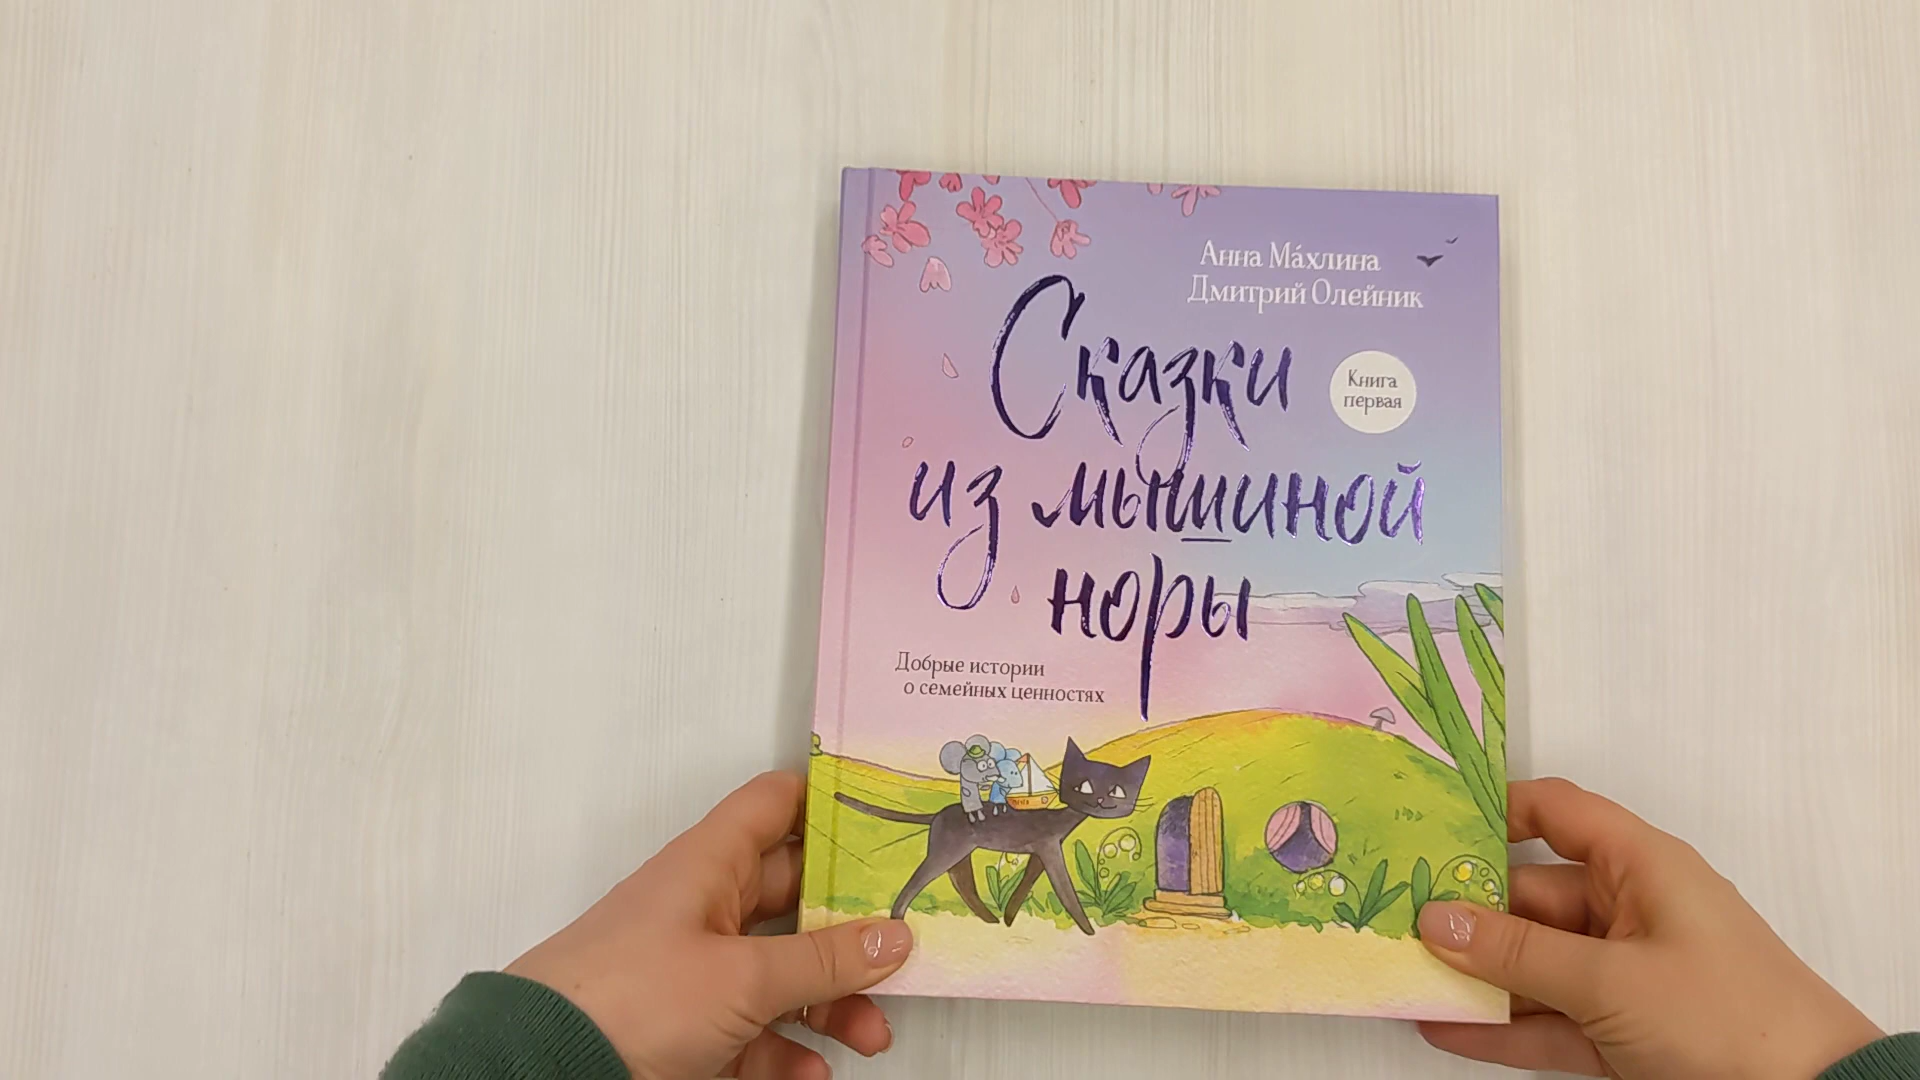 Анна Ма́хлина
Дмитрий Олейник
Сказки
из мышиной
норы
Книга
первая
Добрые истории
о семейных ценностях